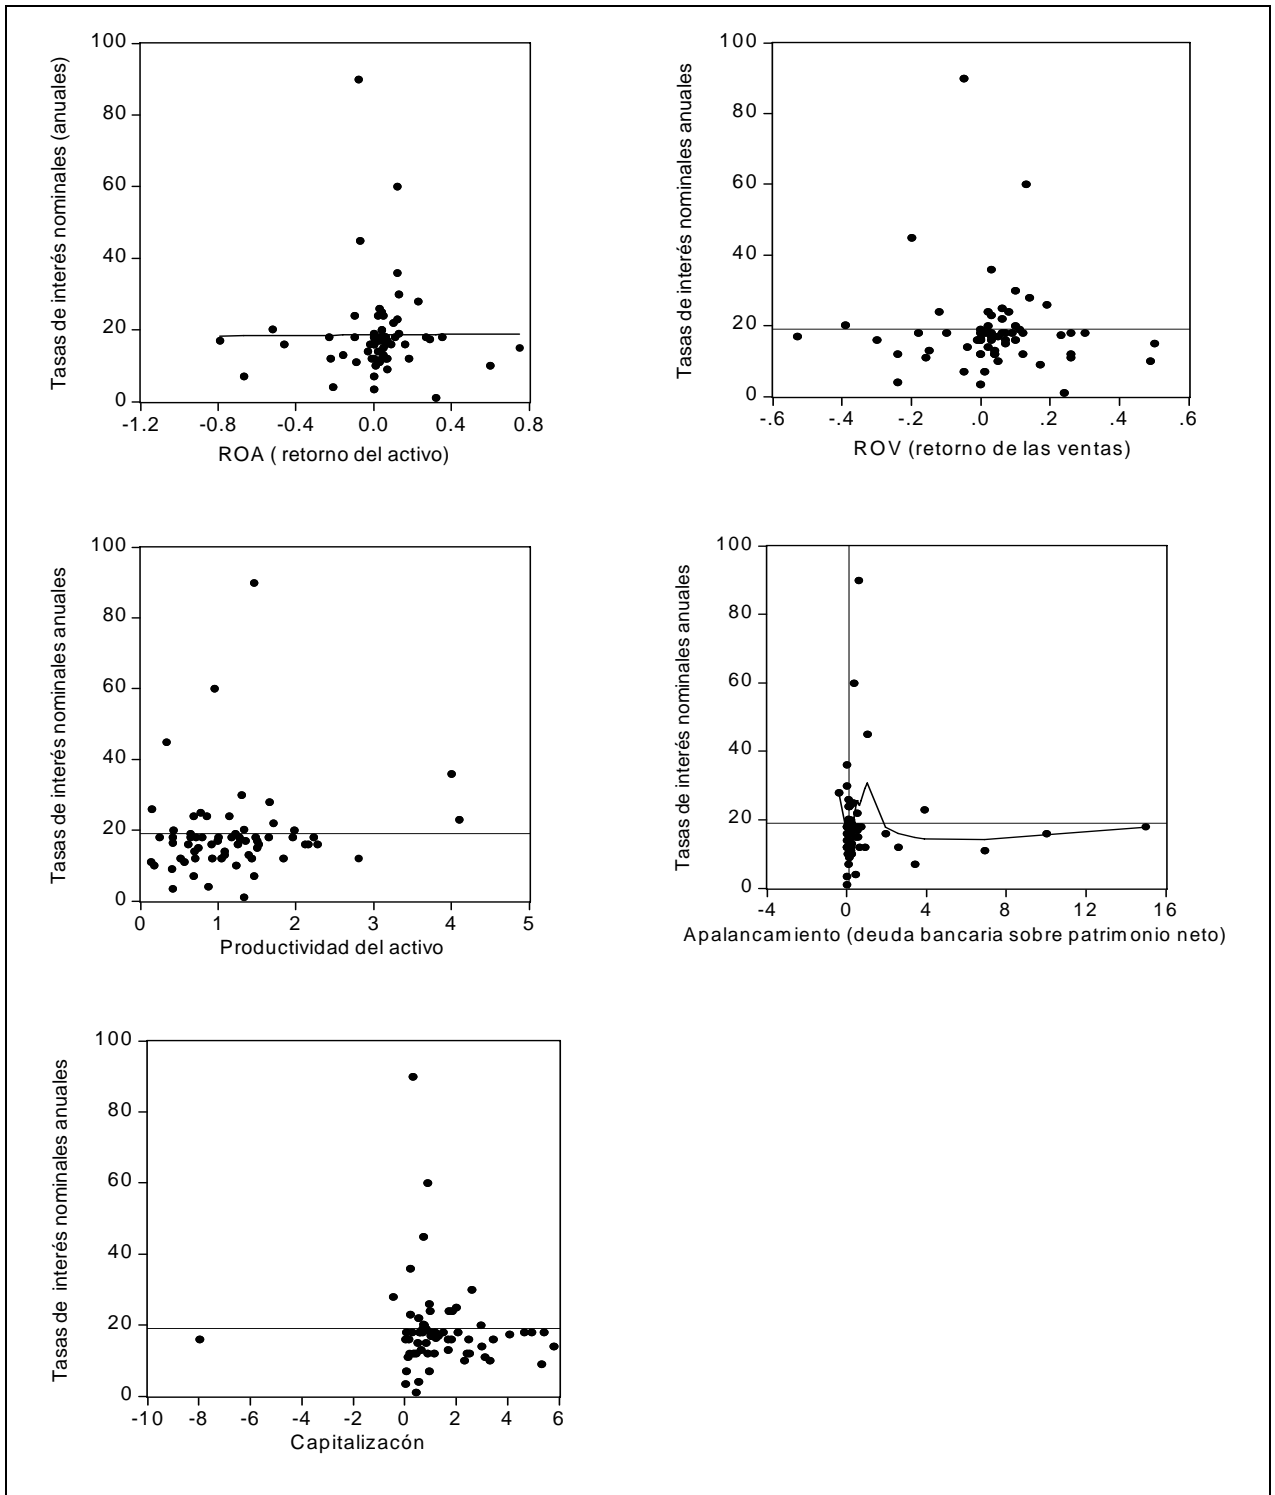 Tasas de interés nominales (anuales)
100
80
60
40
20
0
-1.2 -0.8 -0.4 0.0 0.4 0.8
ROA ( retorno del activo)
Tasas de interés nominales anuales
100
80
60
40
20
0
-.6 -.4 -.2 .0 .2 .4 .6
ROV (retorno de las ventas)
Tasas de interés nominales anuales
100
80
60
40
20
0
0 1 2 3 4 5
Productividad del activo
Tasas de interés nominales anuales
100
80
60
40
20
0
-4 0 4 8 12 16
Apalancamiento (deuda bancaria sobre patrimonio neto)
Tasas de interés nominales anuales
100
80
60
40
20
0
-10 -8 -6 -4 -2 0 2 4 6
Capitalizacón